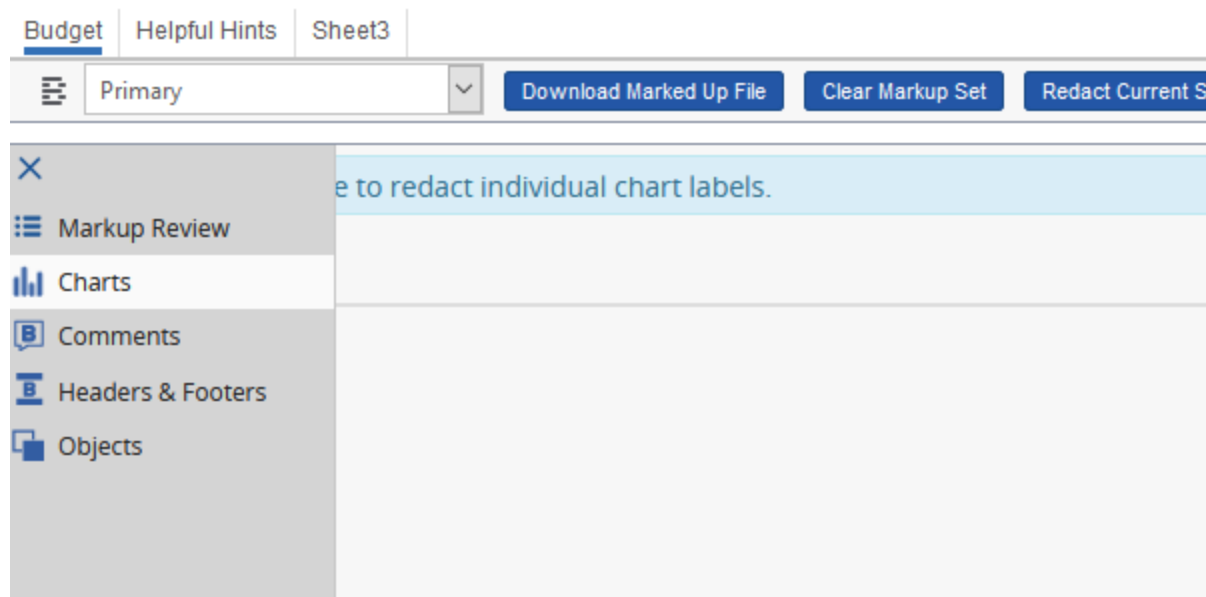 Budget Helpful Hints Sheet3
Primary Download Marked Up File Clear Markup Set Redact Current S
e to redact individual chart labels.
Markup Review
Charts
B Comments
B Headers & Footers
Objects